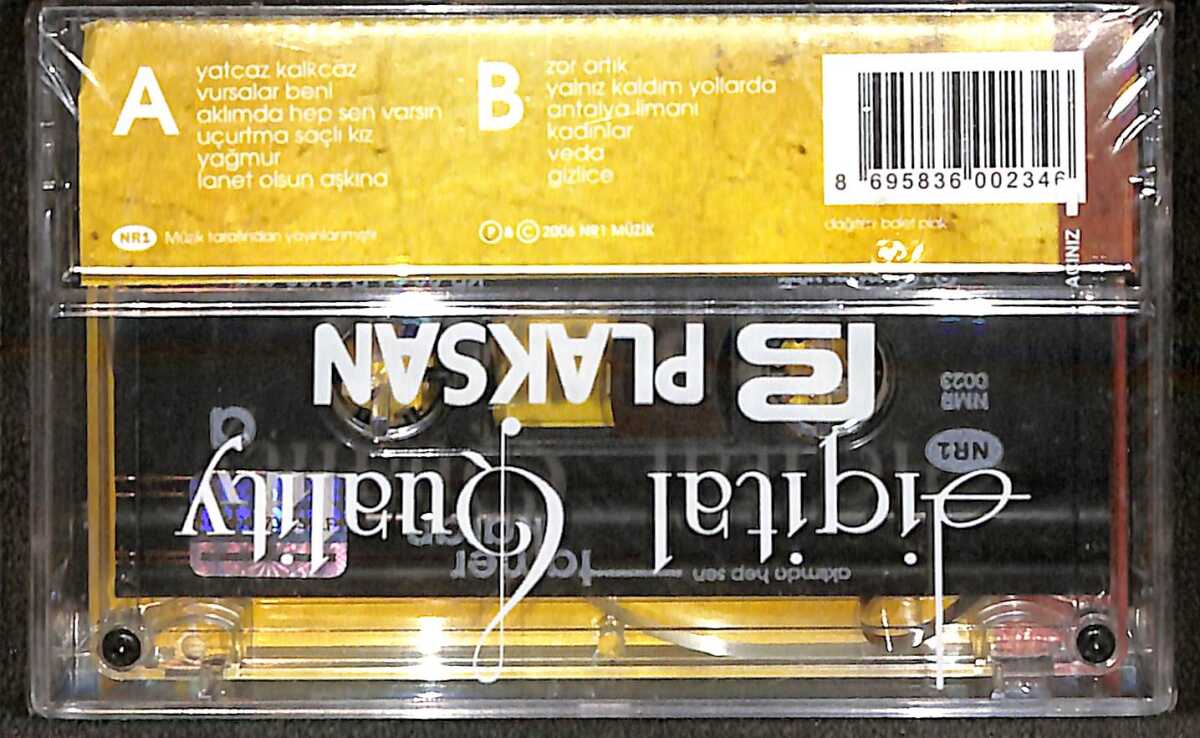 A
yatcaz kalkcaz
vursalar beni
aklımda hep sen varsın
uçurtma saçlı kız
yağmur
lanet olsun aşkına
B
zor artık
yalnız kaldım yollarda
antalya limanı
kadınlar
veda
gizlice
8 695836 002346
NR1 Müzik tarafından yayınlanmıştır
P & C 2006 NR1 MÜZİK
dağıtım: balet plak
AÇINIZ
PLAKSAN
NMR
0023
NR1
a
Digital Quality
aklımda hep sen